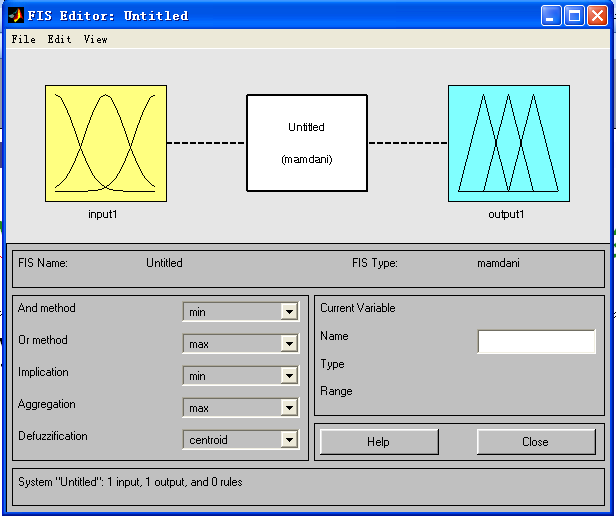 FIS Editor: Untitled
File Edit View
Untitled
(mamdani)
input1
output1
FIS Name: Untitled FIS Type: mamdani
And method min
Or method max
Implication min
Aggregation max
Defuzzification centroid
Current Variable
Name
Type
Range
Help Close
System "Untitled": 1 input, 1 output, and 0 rules